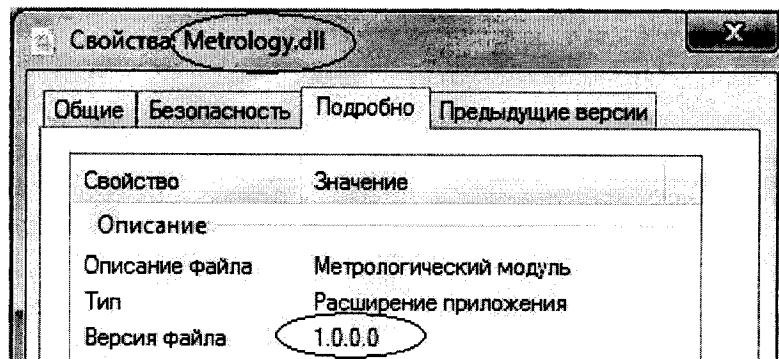 Свойства: Metrology.dll
Общие Безопасность Подробно Предыдущие версии
Свойство Значение
Описание
Описание файла Метрологический модуль
Тип Расширение приложения
Версия файла 1.0.0.0